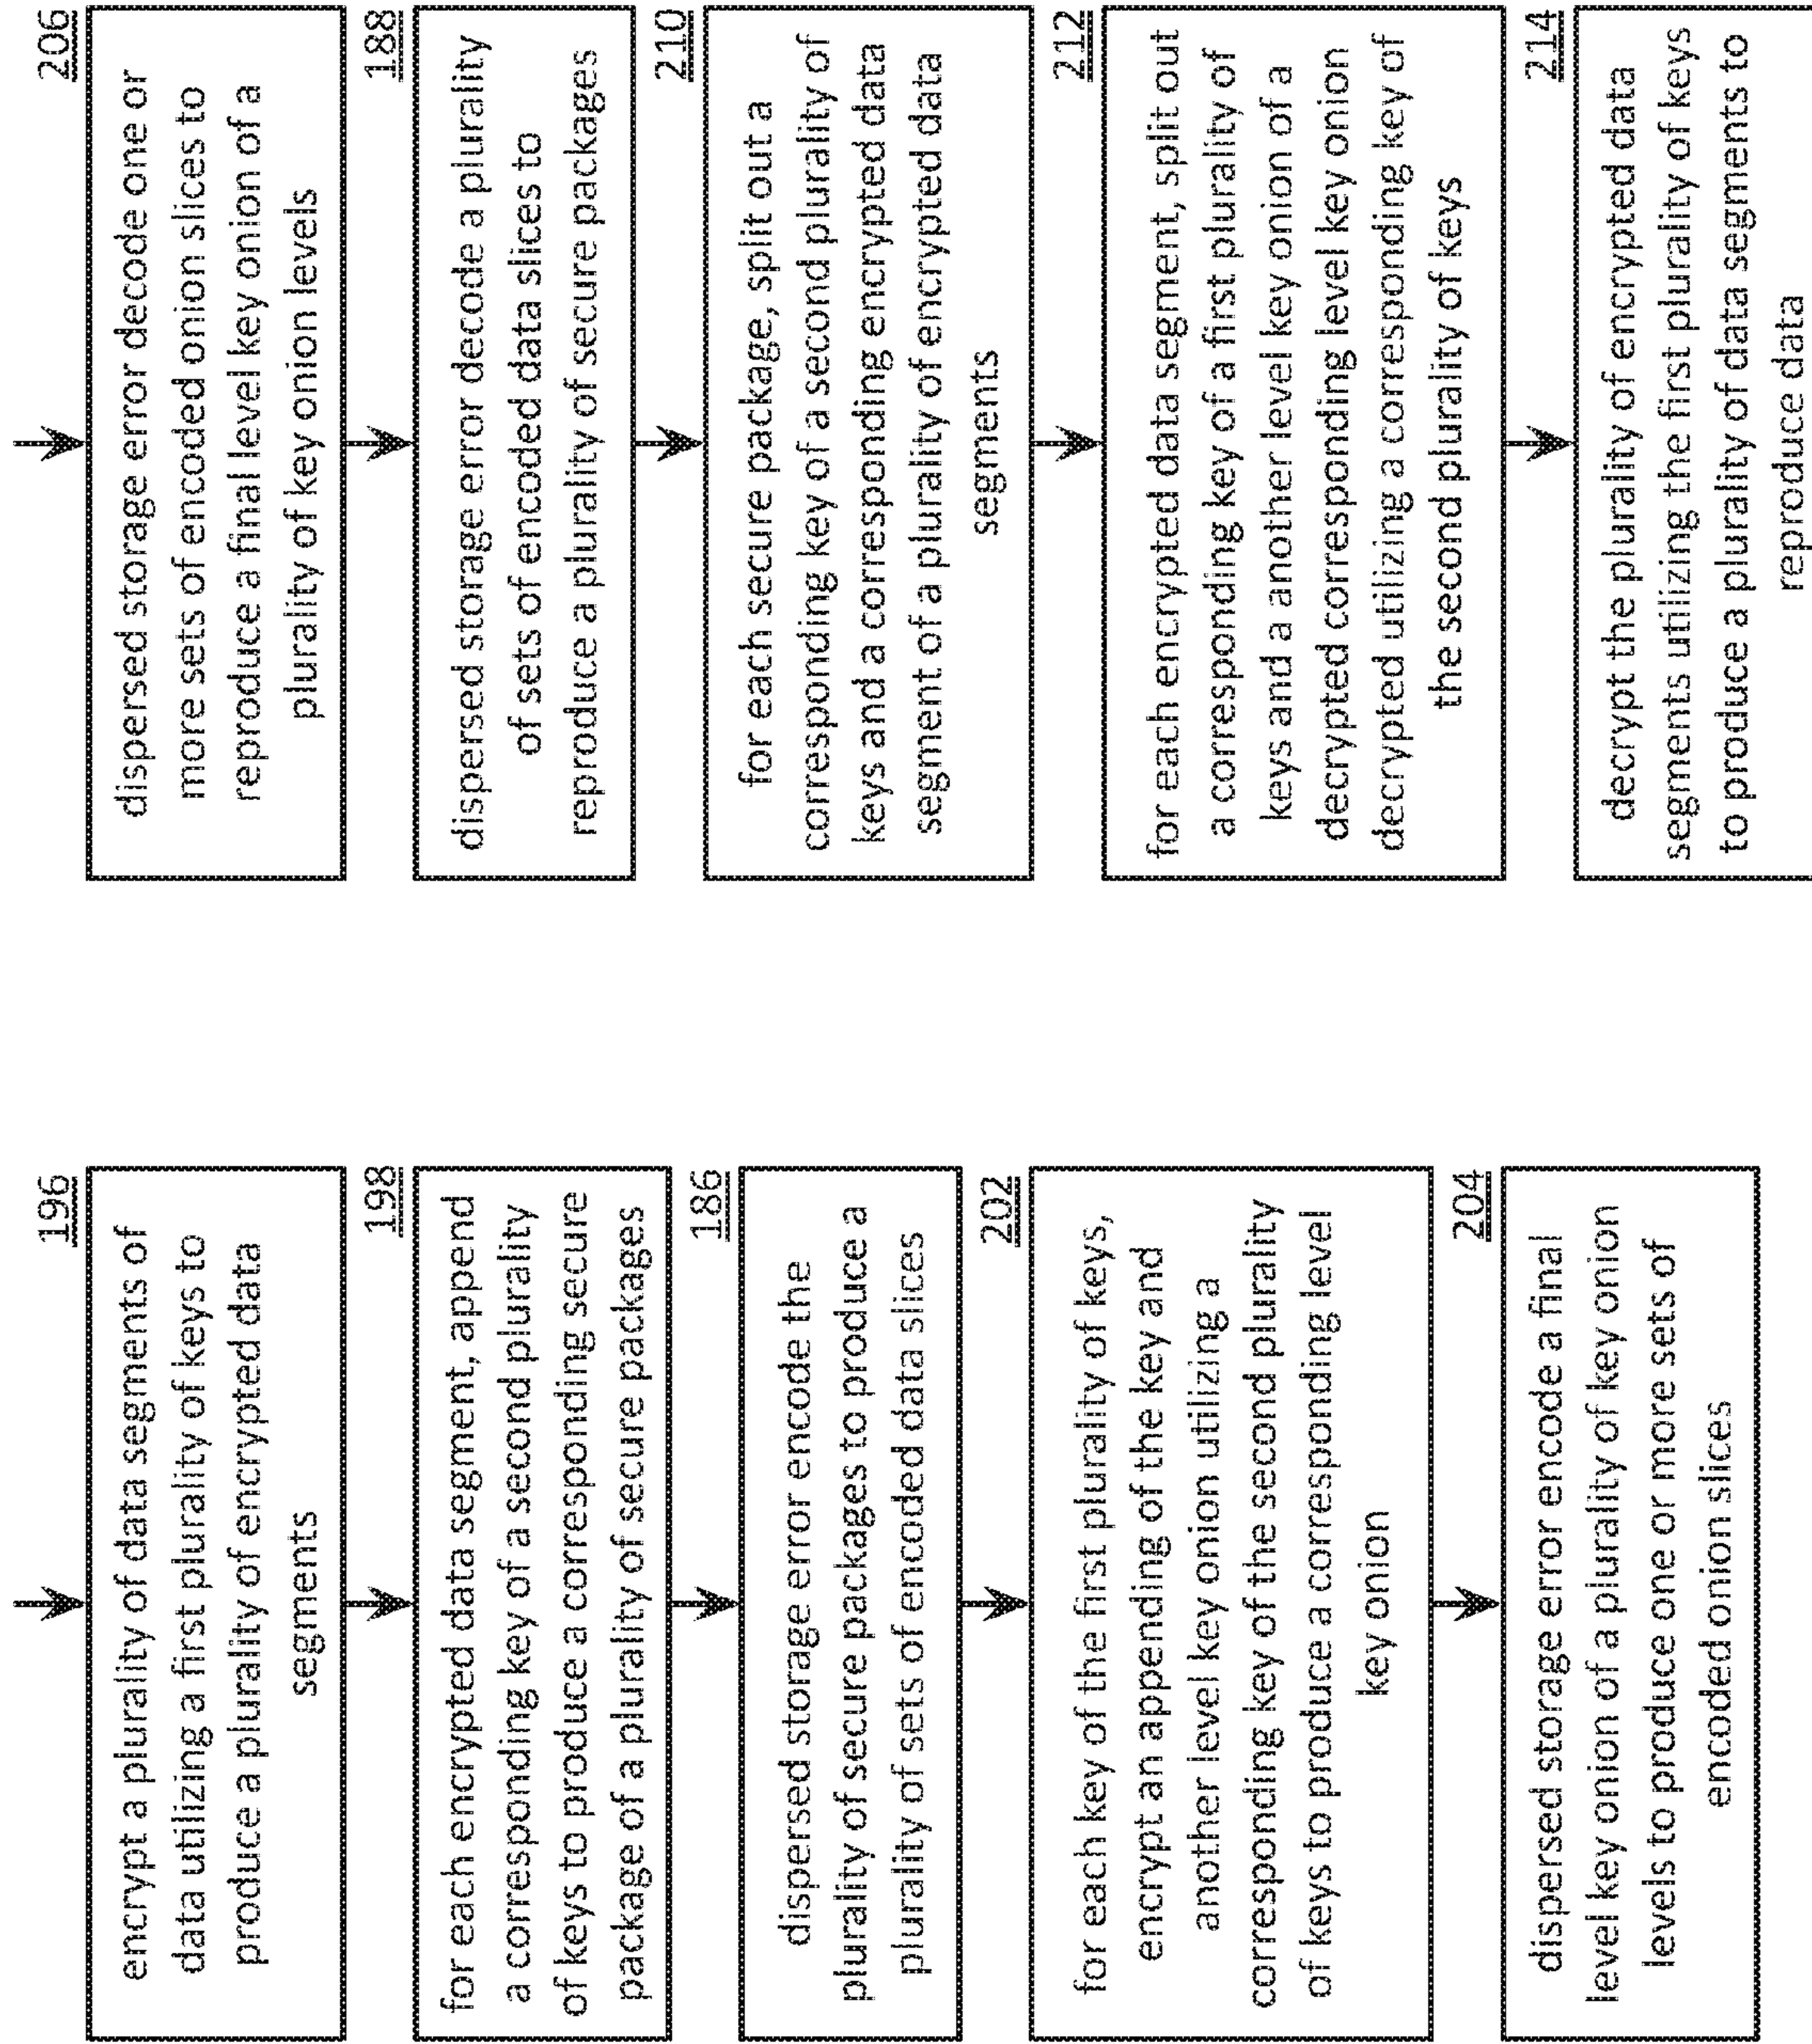 196
encrypt a plurality of data segments of
data utilizing a first plurality of keys to
produce a plurality of encrypted data
segments
198
for each encrypted data segment, append
a corresponding key of a second plurality
of keys to produce a corresponding secure
package of a plurality of secure packages
186
dispersed storage error encode the
plurality of secure packages to produce a
plurality of sets of encoded data slices
202
for each key of the first plurality of keys,
encrypt an appending of the key and
another level key onion utilizing a
corresponding key of the second plurality
of keys to produce a corresponding level
key onion
204
dispersed storage error encode a final
level key onion of a plurality of key onion
levels to produce one or more sets of
encoded onion slices
206
dispersed storage error decode one or
more sets of encoded onion slices to
reproduce a final level key onion of a
plurality of key onion levels
188
dispersed storage error decode a plurality
of sets of encoded data slices to
reproduce a plurality of secure packages
210
for each secure package, split out a
corresponding key of a second plurality of
keys and a corresponding encrypted data
segment of a plurality of encrypted data
segments
212
for each encrypted data segment, split out
a corresponding key of a first plurality of
keys and a another level key onion of a
decrypted corresponding level key onion
decrypted utilizing a corresponding key of
the second plurality of keys
214
decrypt the plurality of encrypted data
segments utilizing the first plurality of keys
to produce a plurality of data segments to
reproduce data